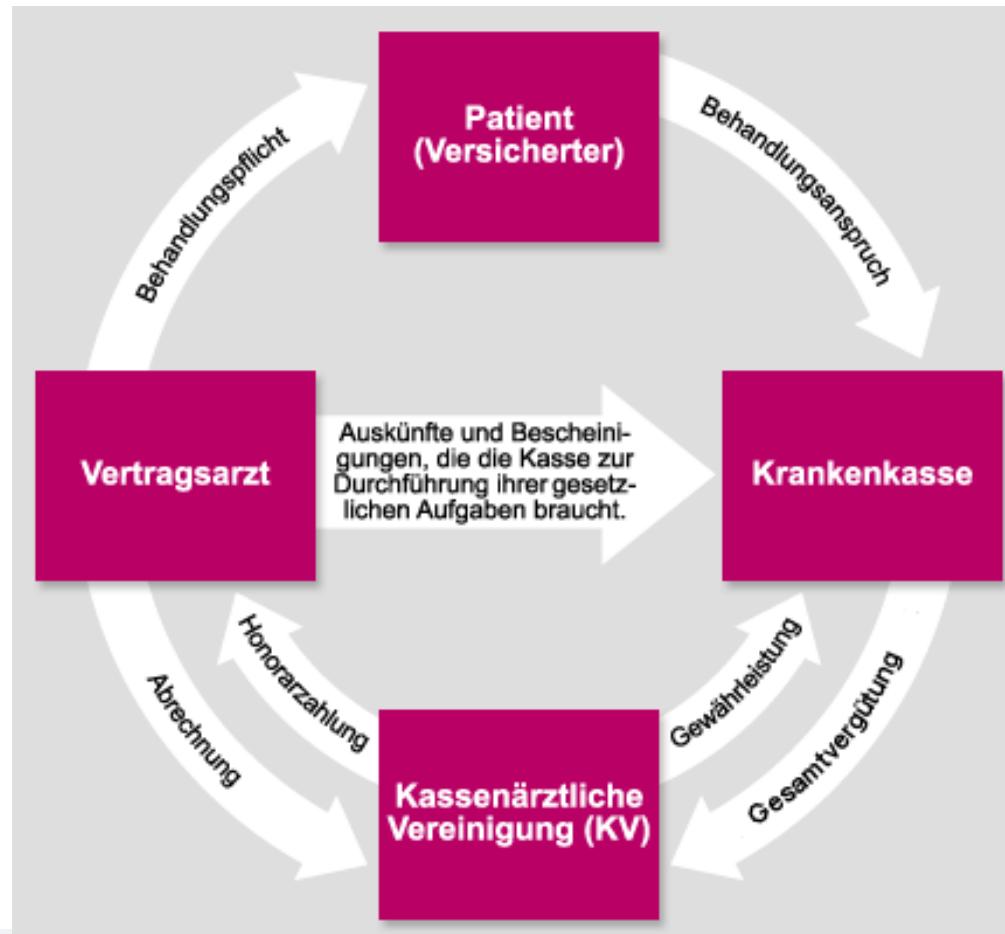 Patient
(Versicherter)
Behandlungspflicht
Behandlungsanspruch
Vertragsarzt
Auskünfte und Bescheini-
gungen, die die Kasse zur
Durchführung ihrer gesetz-
lichen Aufgaben braucht.
Krankenkasse
Abrechnung
Honorarzahlung
Gewährleistung
Gesamtvergütung
Kassenärztliche
Vereinigung (KV)